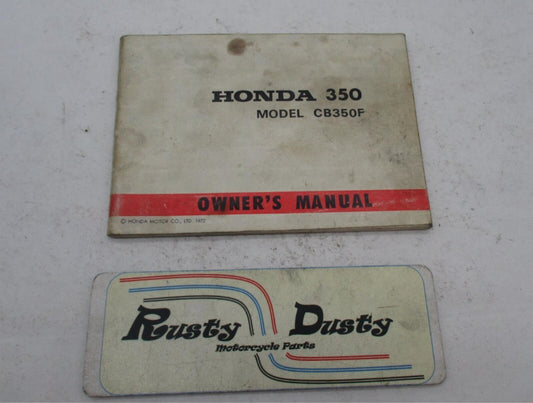 HONDA 350
MODEL CB350F
OWNER'S MANUAL
© HONDA MOTOR CO., LTD. 1972
Rusty Dusty
Motorcycle Parts